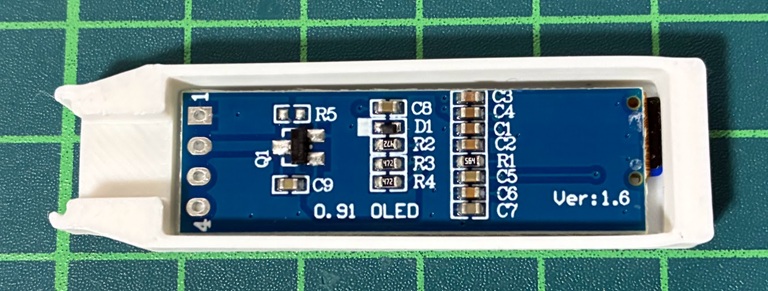 1
4
R5
Q1
C9
C8
D1
R2
472
R3
472
R4
472
0.91 OLED
C3
C4
C1
C2
R1
564
C5
C6
C7
Ver:1.6